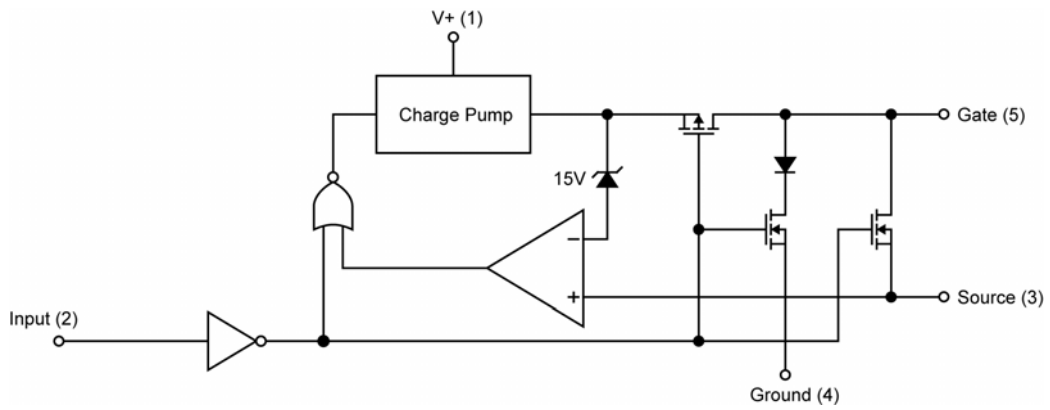 V+ (1)
Charge Pump
Gate (5)
15V
−
+
Source (3)
Input (2)
Ground (4)